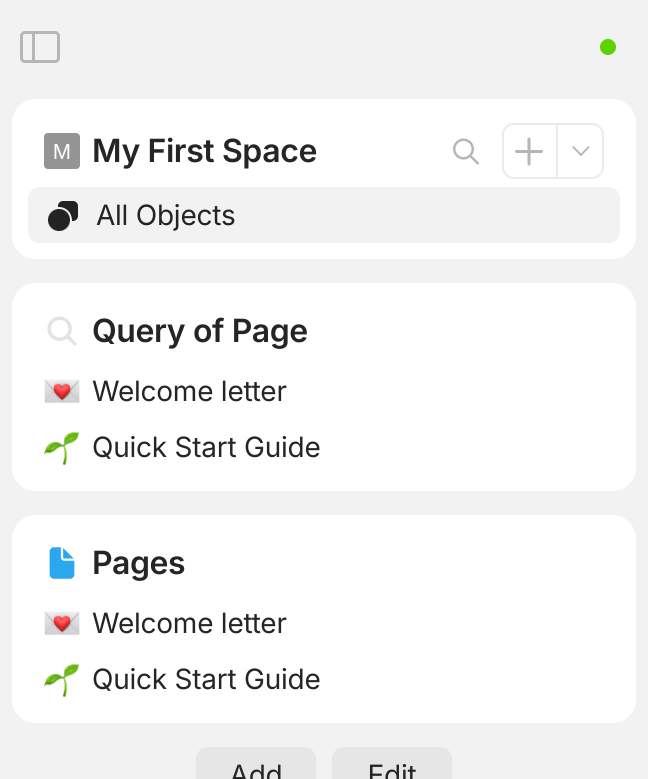 M My First Space
All Objects
Query of Page
Welcome letter
Quick Start Guide
Pages
Welcome letter
Quick Start Guide
Add Edit